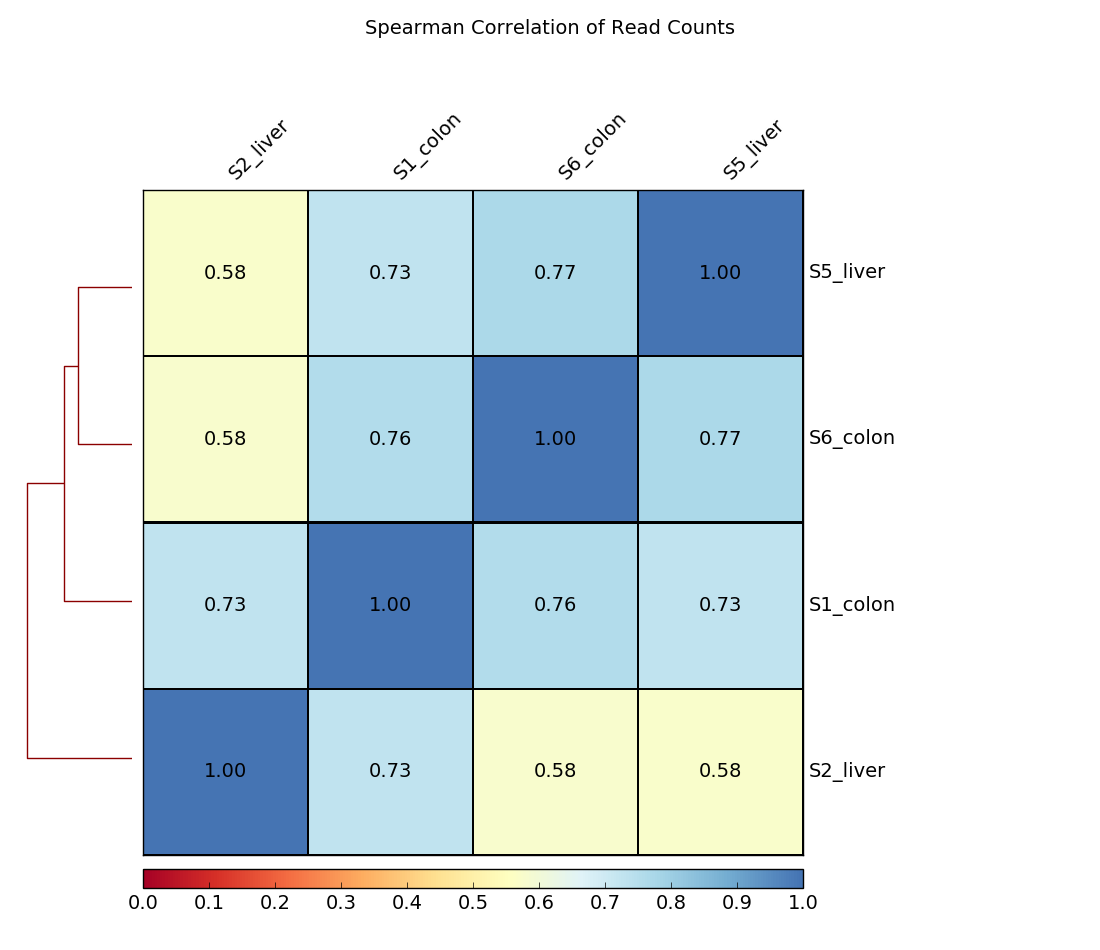 Spearman Correlation of Read Counts
S2_liver S1_colon S6_colon S5_liver
0.58 0.73 0.77 1.00 S5_liver
0.58 0.76 1.00 0.77 S6_colon
0.73 1.00 0.76 0.73 S1_colon
1.00 0.73 0.58 0.58 S2_liver
0.0 0.1 0.2 0.3 0.4 0.5 0.6 0.7 0.8 0.9 1.0